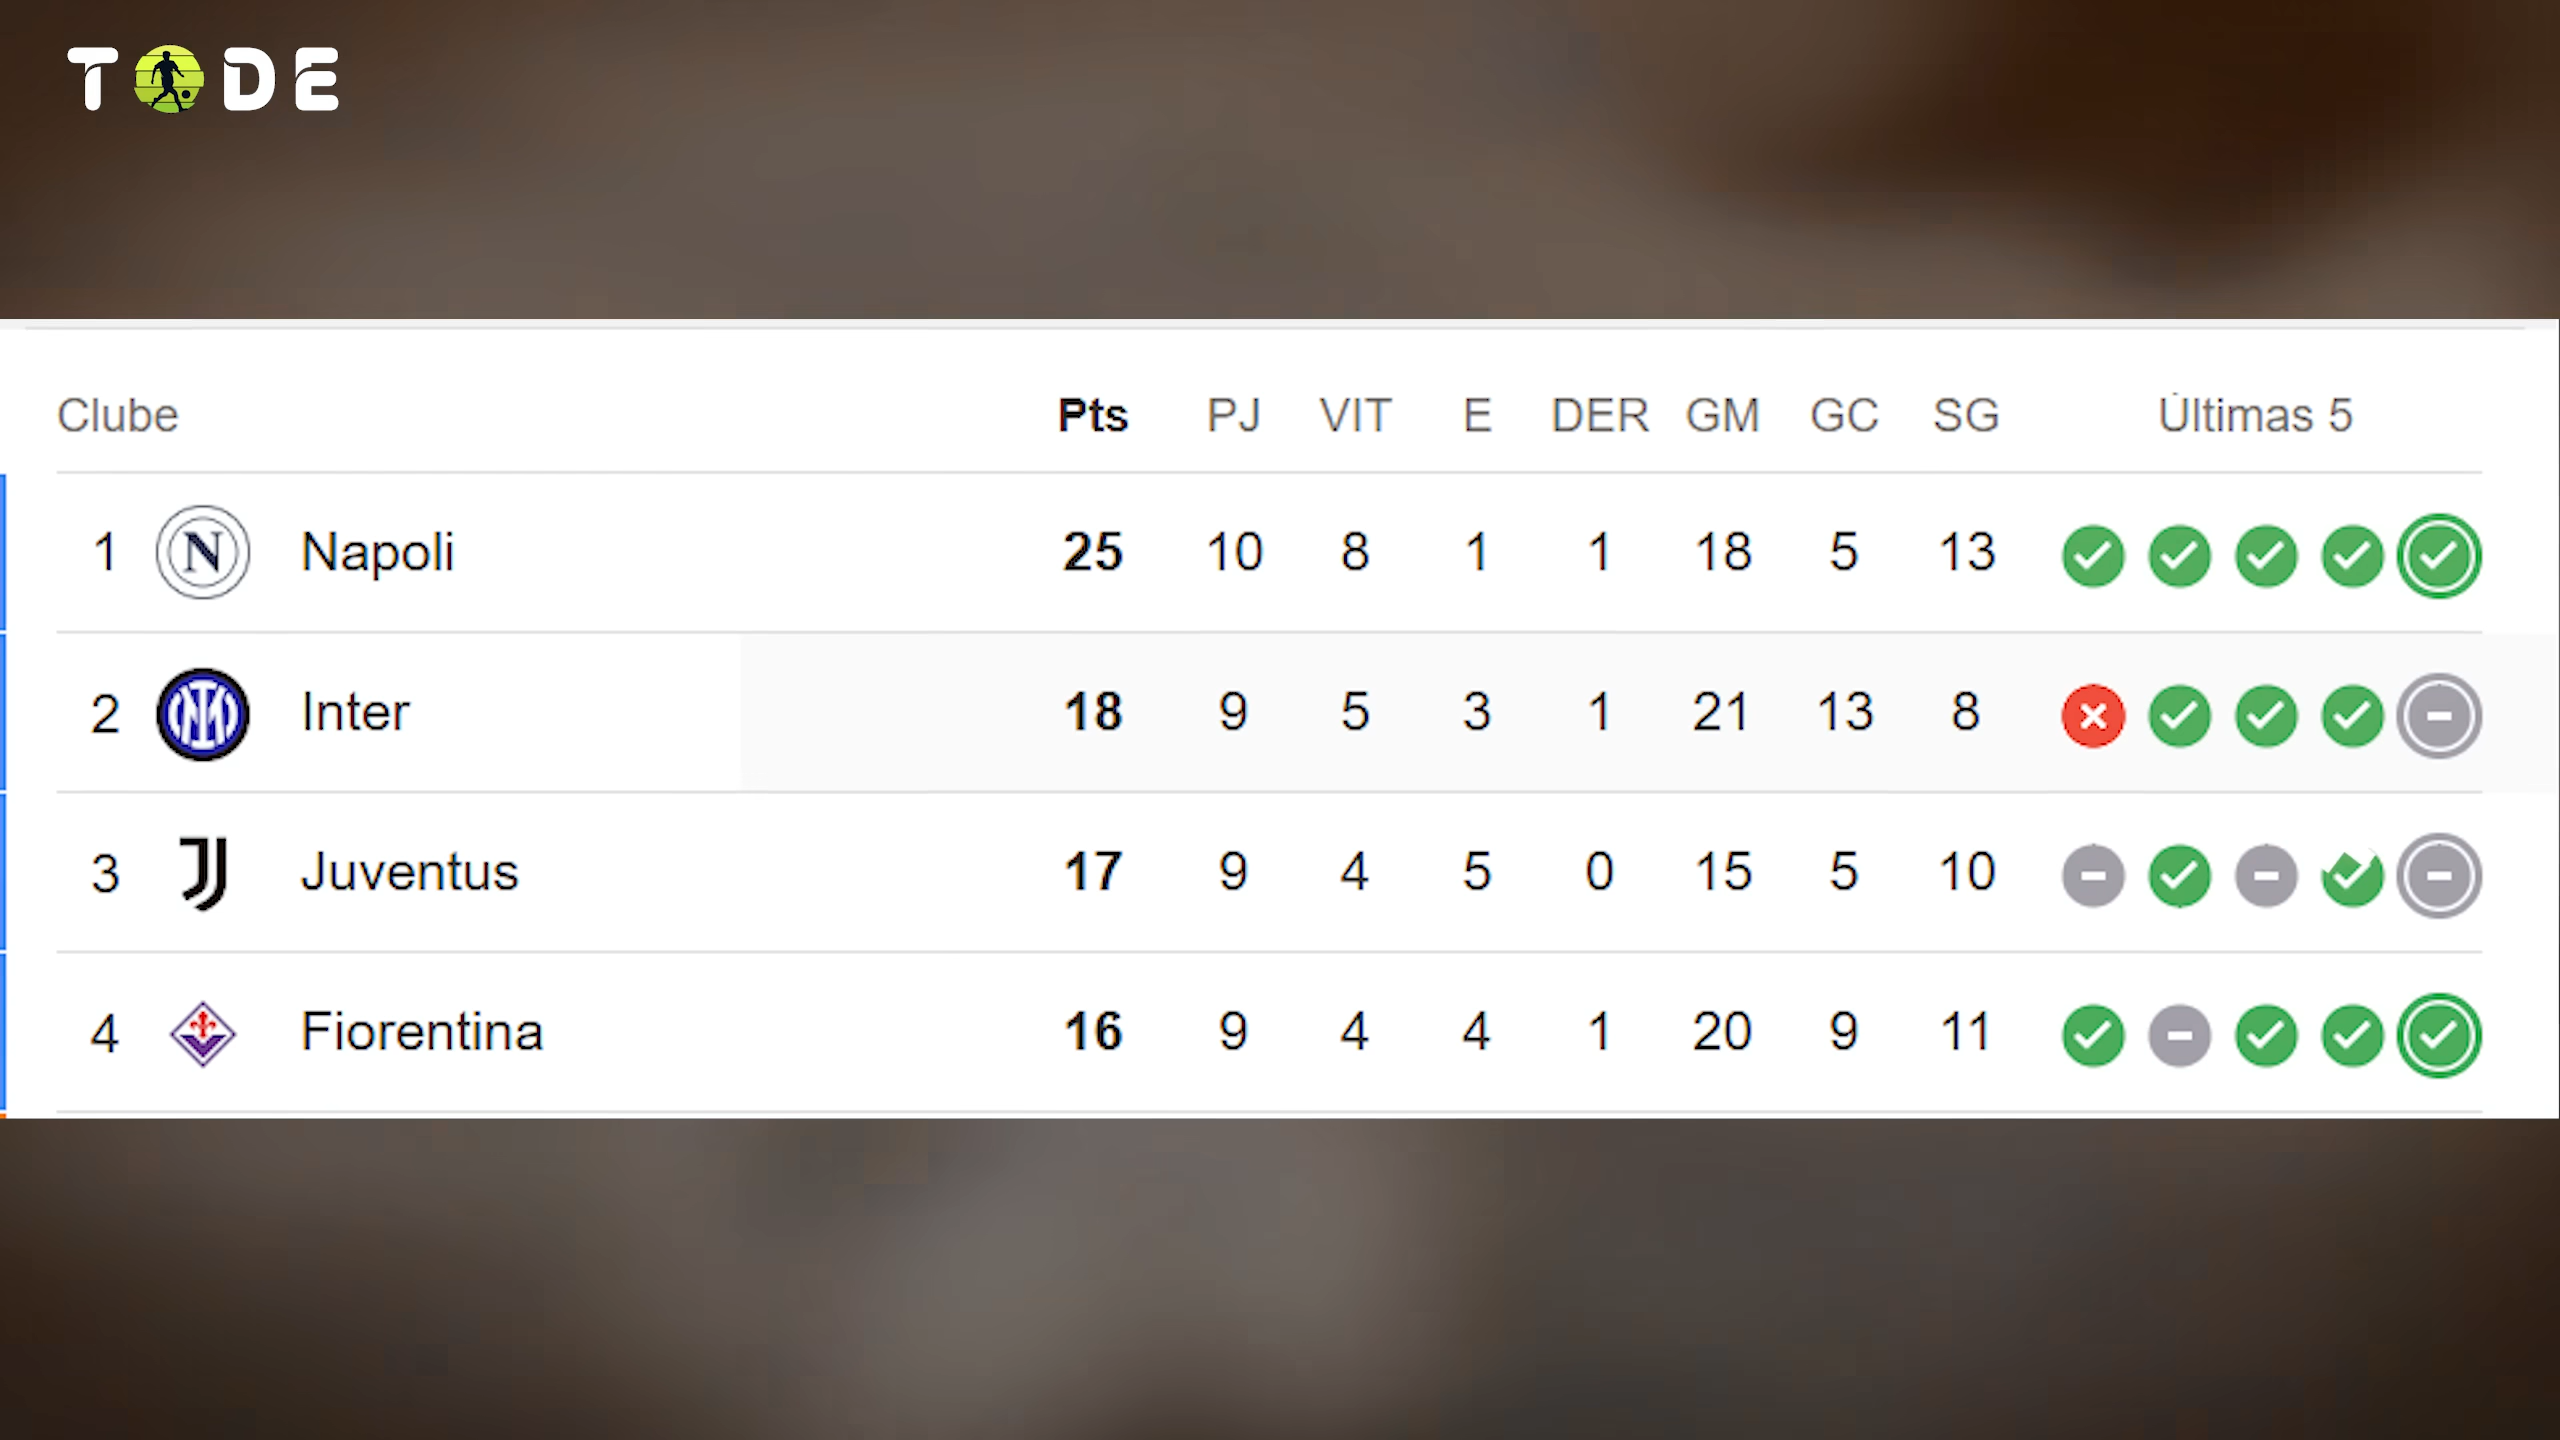 TODE
Clube Pts PJ VIT E DER GM GC SG Últimas 5
1 N Napoli 25 10 8 1 1 18 5 13
2 Inter 18 9 5 3 1 21 13 8
3 Juventus 17 9 4 5 0 15 5 10
4 Fiorentina 16 9 4 4 1 20 9 11